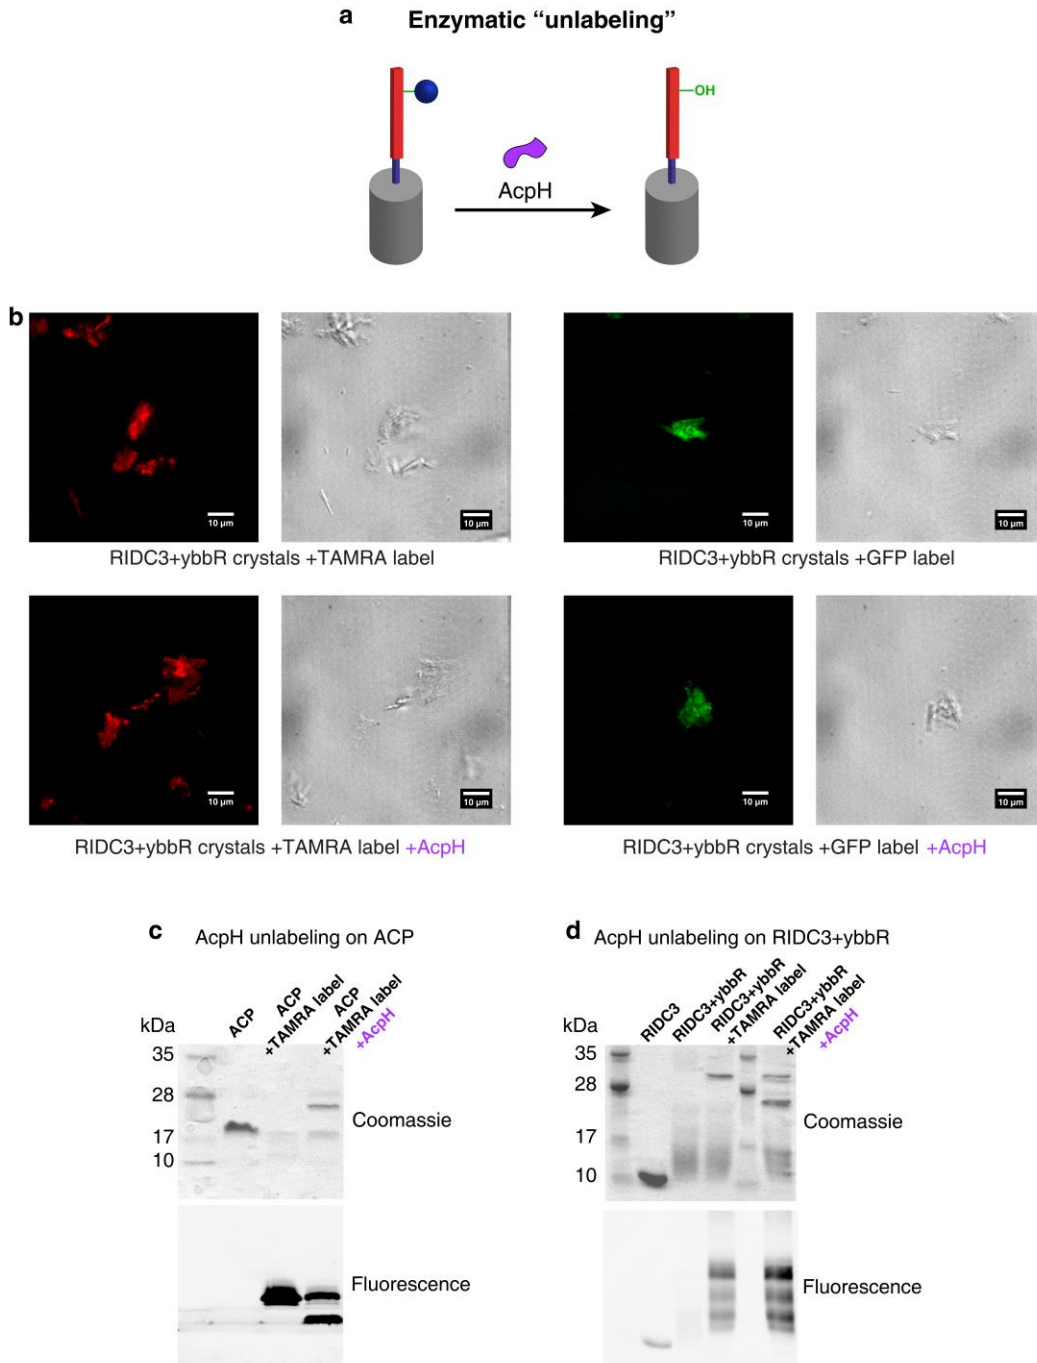 a Enzymatic “unlabeling”
OH
AcpH
b
10 µm
10 µm
10 µm
10 µm
RIDC3+ybbR crystals +TAMRA label
RIDC3+ybbR crystals +GFP label
10 µm
10 µm
10 µm
10 µm
RIDC3+ybbR crystals +TAMRA label +AcpH
RIDC3+ybbR crystals +GFP label +AcpH
c AcpH unlabeling on ACP
kDa
ACP
ACP
+TAMRA label
ACP
+TAMRA label
+AcpH
35
28
17
10
Coomassie
Fluorescence
d AcpH unlabeling on RIDC3+ybbR
kDa
RIDC3
RIDC3+ybbR
RIDC3+ybbR
+TAMRA label
RIDC3+ybbR
+TAMRA label
+AcpH
35
28
17
10
Coomassie
Fluorescence